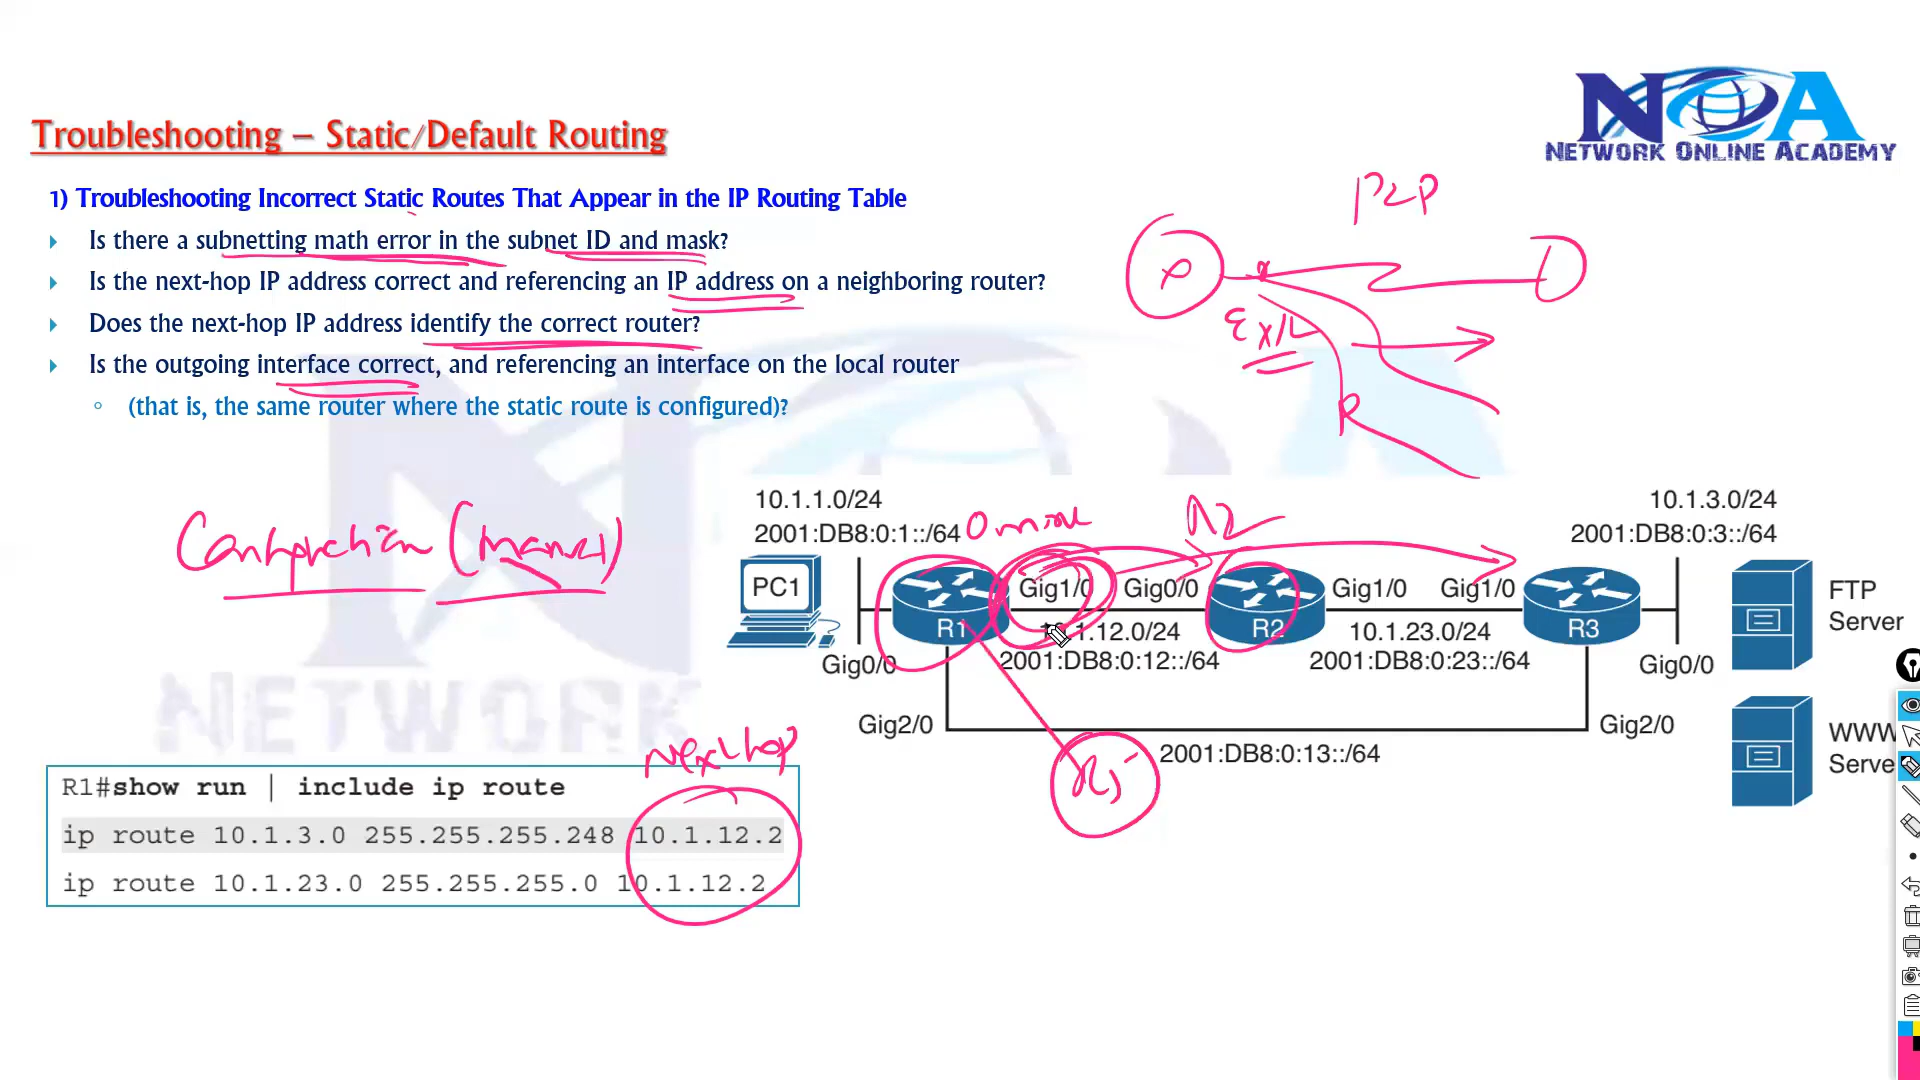 NOA
NETWORK ONLINE ACADEMY
Troubleshooting – Static/Default Routing
1) Troubleshooting Incorrect Static Routes That Appear in the IP Routing Table
Is there a subnetting math error in the subnet ID and mask?
Is the next-hop IP address correct and referencing an IP address on a neighboring router?
Does the next-hop IP address identify the correct router?
Is the outgoing interface correct, and referencing an interface on the local router
(that is, the same router where the static route is configured)?
P2P
Ex/L
R
10.1.1.0/24
2001:DB8:0:1::/64
R2
10.1.3.0/24
2001:DB8:0:3::/64
PC1
Gig1/0
Gig0/0
Gig1/0
Gig1/0
FTP
Server
R1
R2
R3
.1.12.0/24
10.1.23.0/24
Gig0/0
2001:DB8:0:12::/64
2001:DB8:0:23::/64
Gig0/0
Gig2/0
Gig2/0
2001:DB8:0:13::/64
WWW
Serve
NETWORK
Next hop
R5
R1#show run | include ip route
ip route 10.1.3.0 255.255.255.248 10.1.12.2
ip route 10.1.23.0 255.255.255.0 10.1.12.2